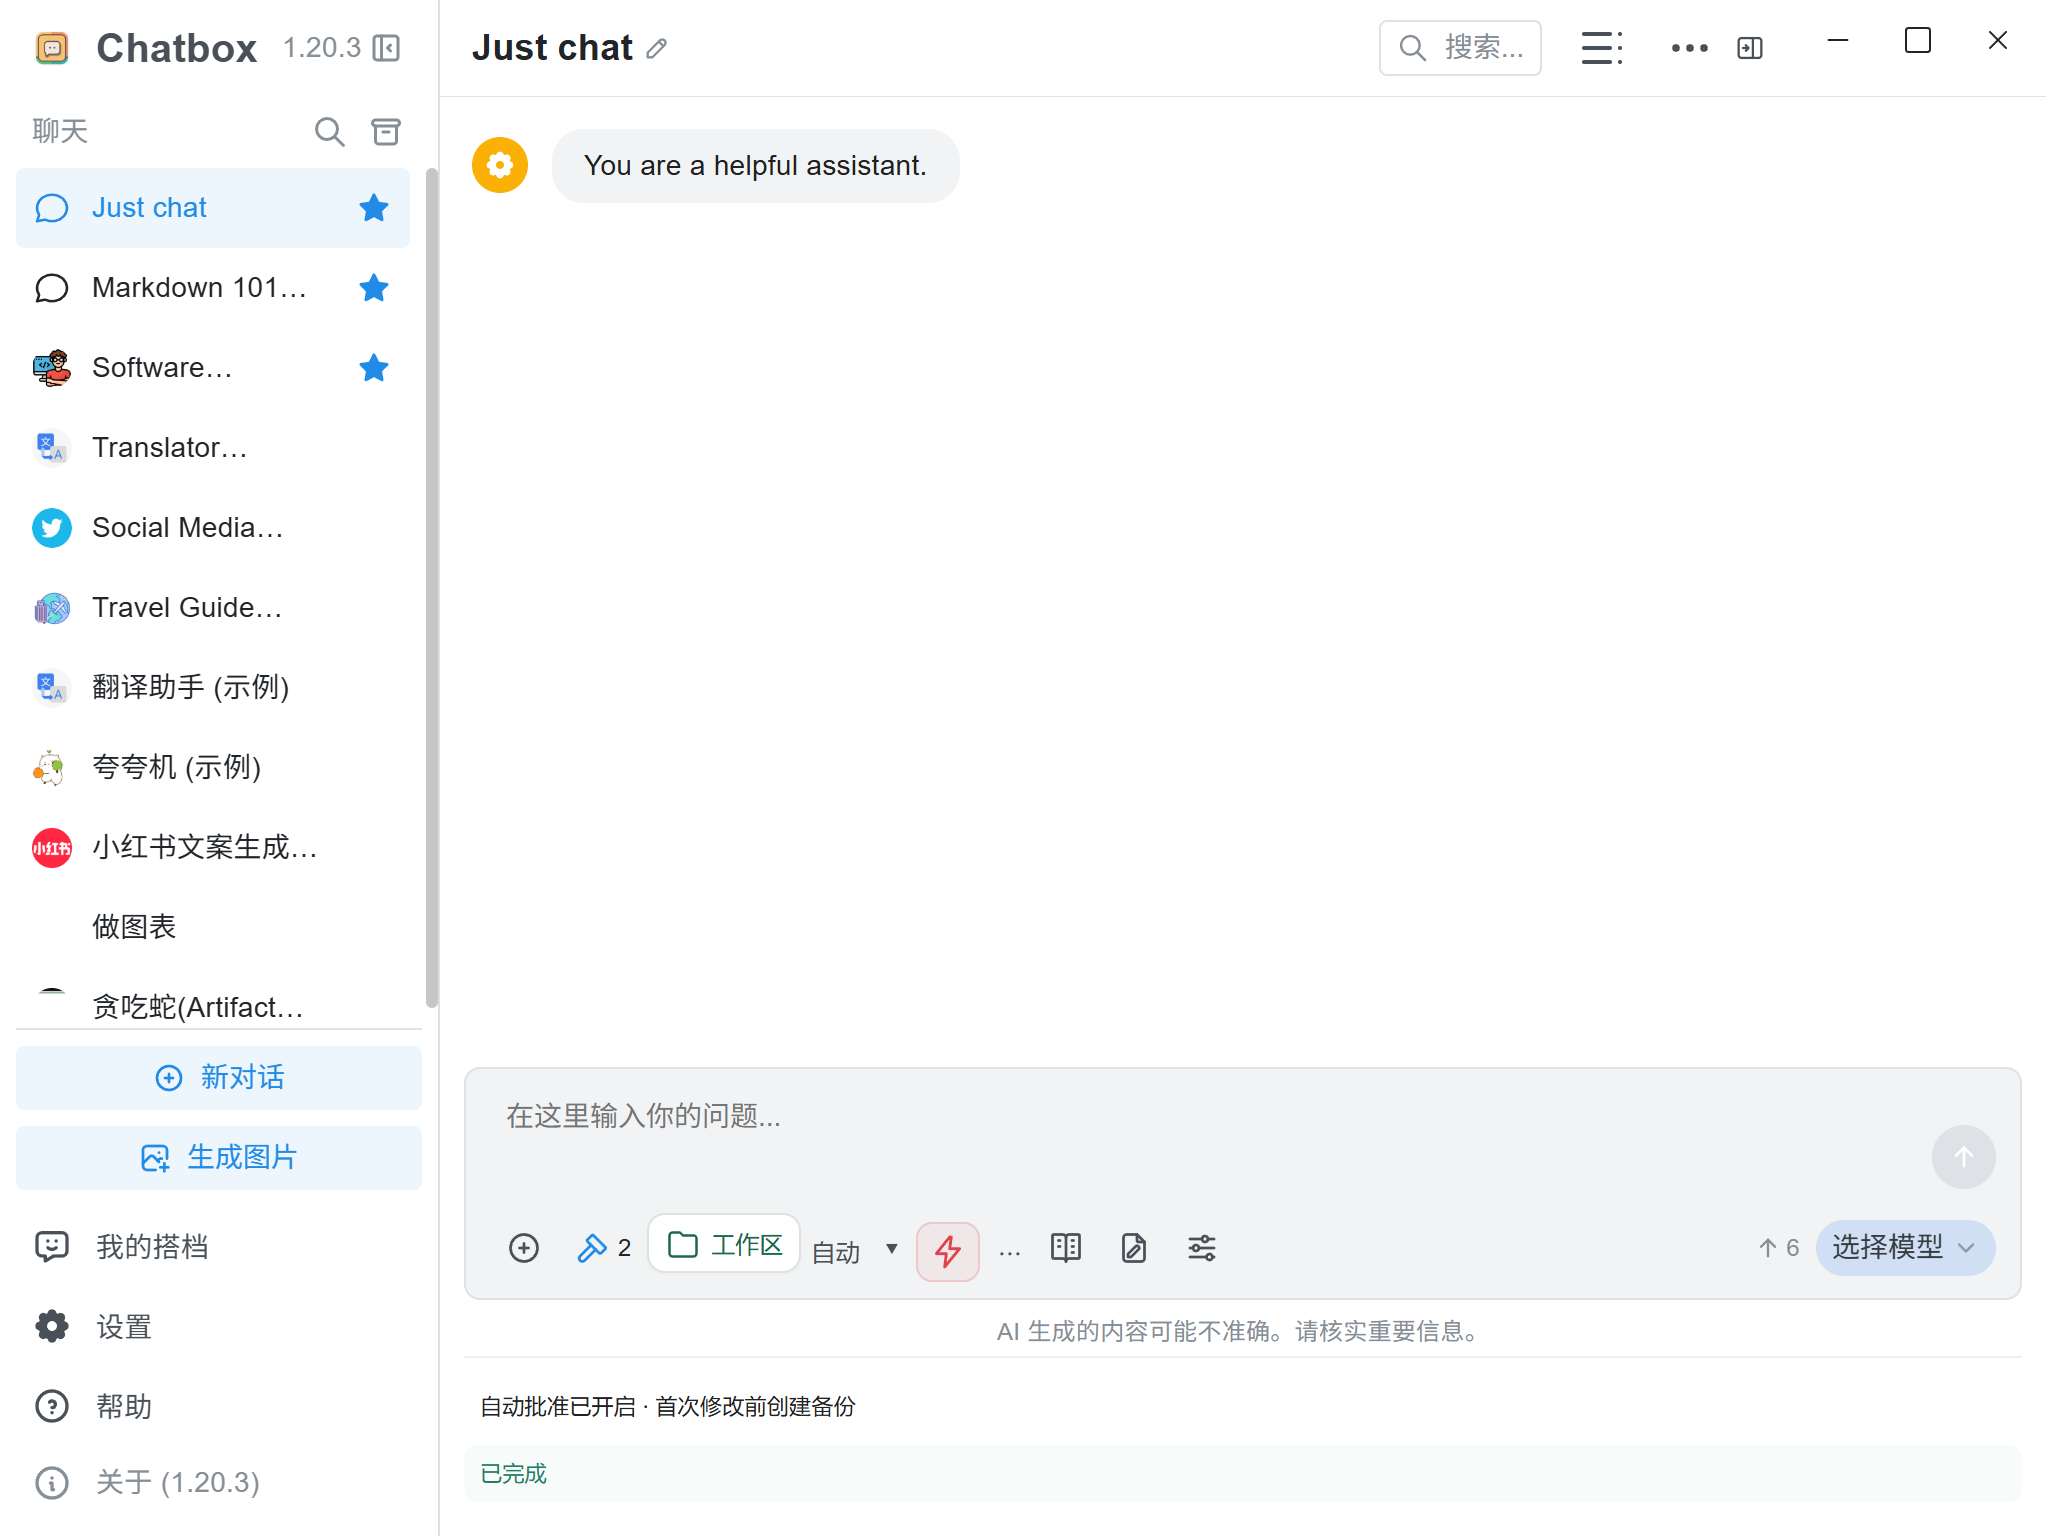 Chatbox 1.20.3
聊天
Just chat
Markdown 101...
Software...
Translator...
Social Media...
Travel Guide...
翻译助手 (示例)
夸夸机 (示例)
小红书
小红书文案生成...
做图表
贪吃蛇(Artifact...
新对话
生成图片
我的搭档
设置
帮助
关于 (1.20.3)
Just chat
搜索...
You are a helpful assistant.
在这里输入你的问题...
2
工作区
自动
...
6
选择模型
AI 生成的内容可能不准确。请核实重要信息。
自动批准已开启 · 首次修改前创建备份
已完成